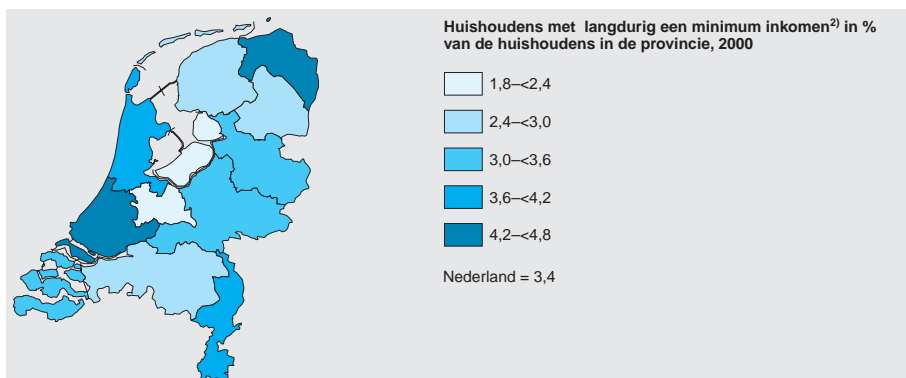 Huishoudens met langdurig een minimum inkomen2) in %
van de huishoudens in de provincie, 2000
1,8–<2,4
2,4–<3,0
3,0–<3,6
3,6–<4,2
4,2–<4,8
Nederland = 3,4